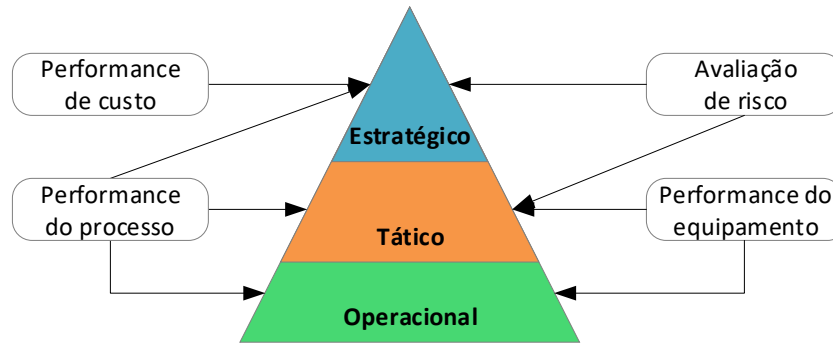 Performance
de custo
Avaliação
de risco
Estratégico
Performance
do processo
Performance do
equipamento
Tático
Operacional